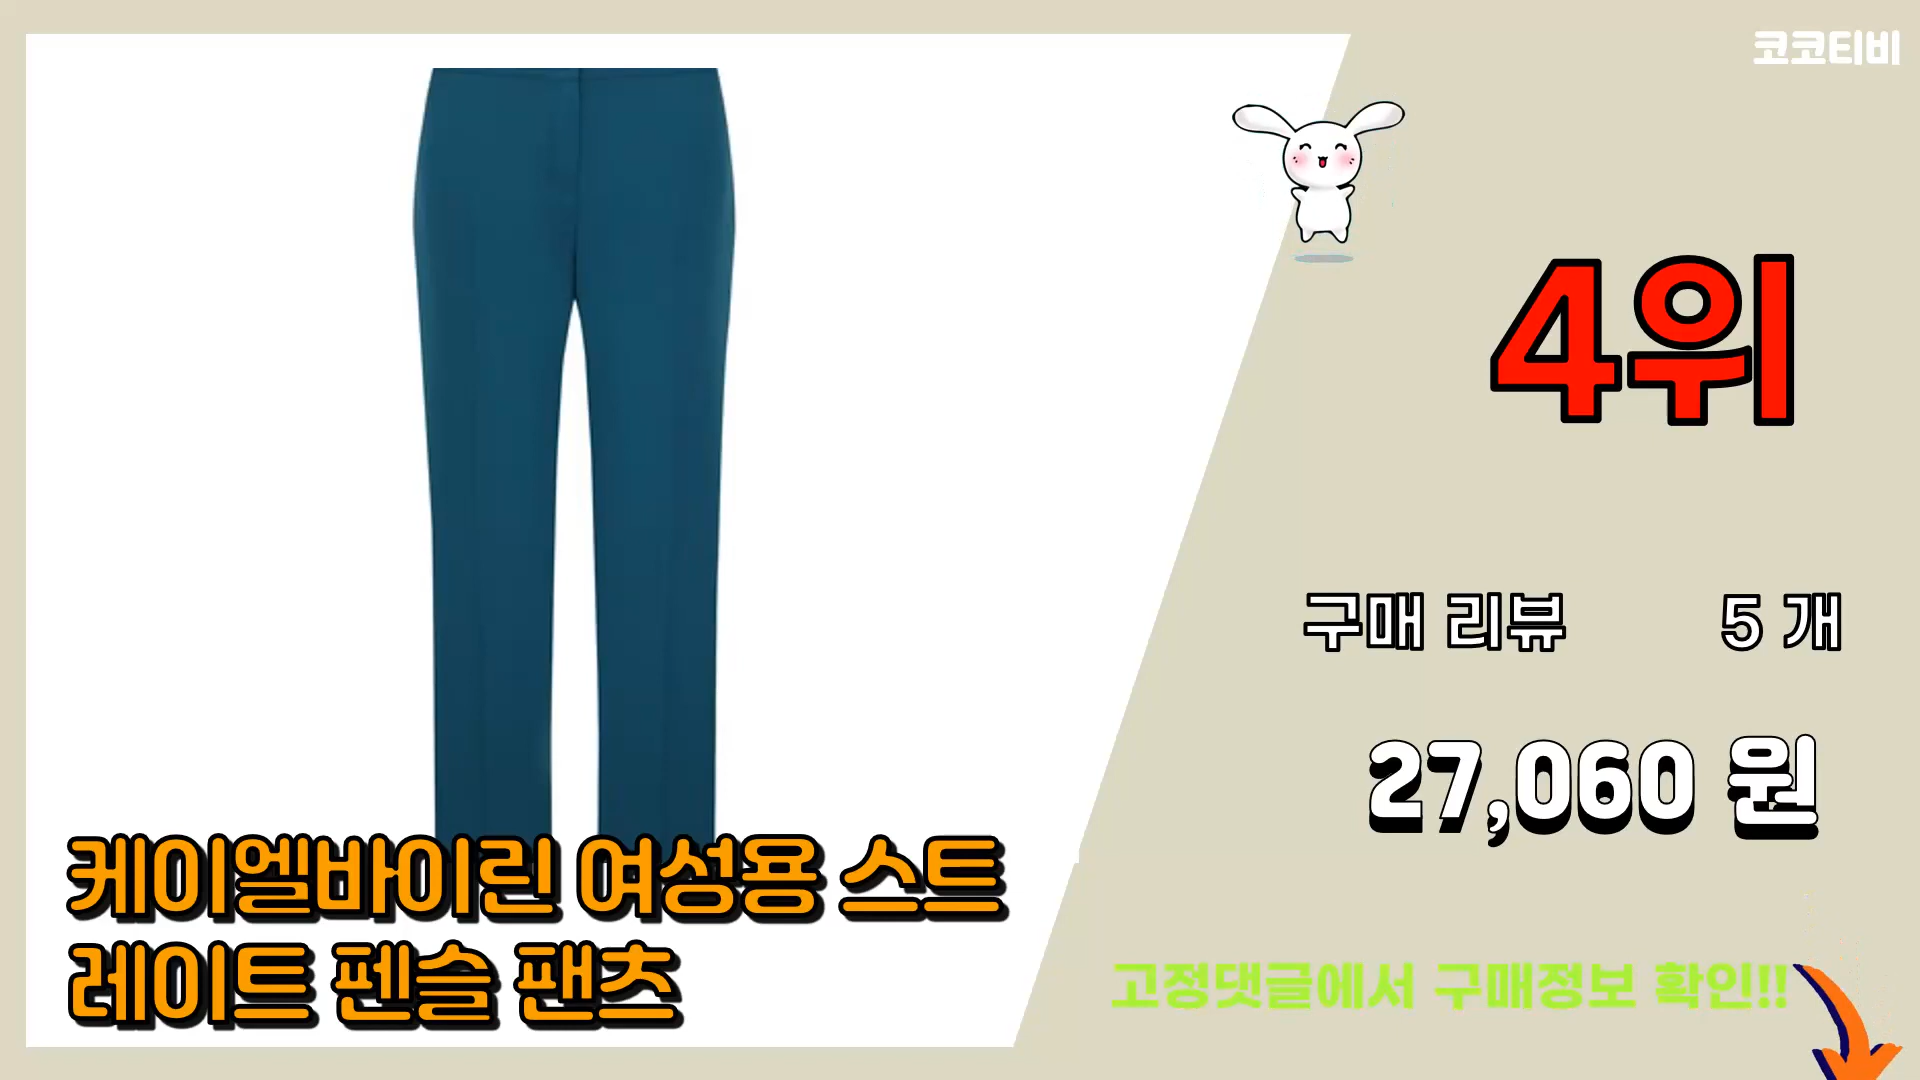 코코티비
4위
구매 리뷰 5 개
27,060 원
케이엘바이린 여성용 스트
레이트 펜슬 팬츠
고정댓글에서 구매정보 확인!!